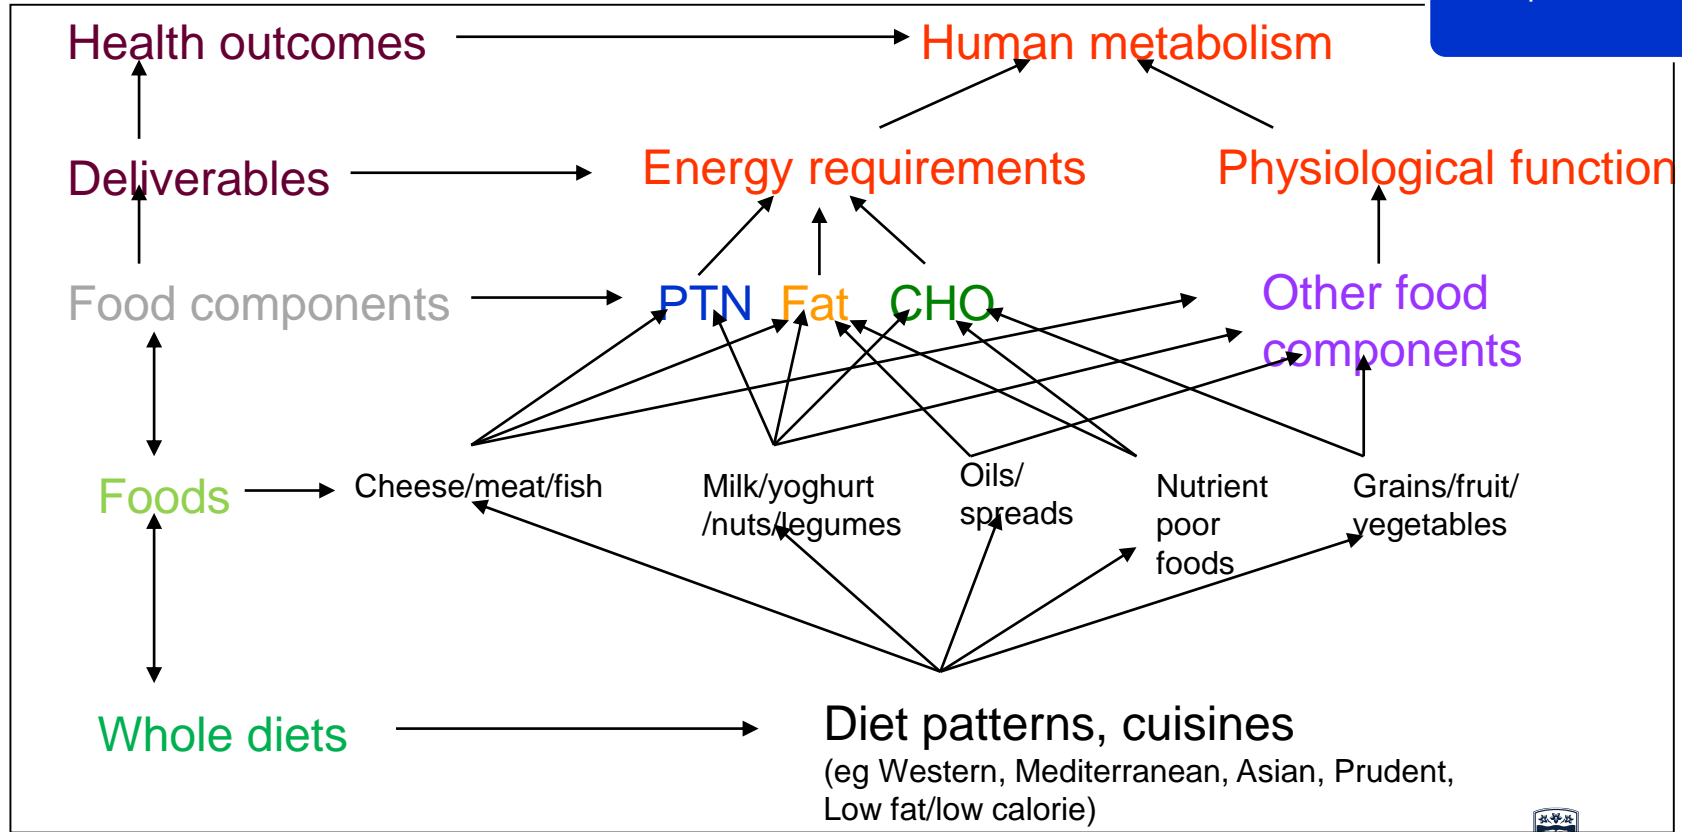 Health outcomes
Human metabolism
Deliverables
Energy requirements
Physiological function
Food components
PTN
Fat
CHO
Other food
components
Foods
Cheese/meat/fish
Milk/yoghurt
/nuts/legumes
Oils/
spreads
Nutrient
poor
foods
Grains/fruit/
vegetables
Whole diets
Diet patterns, cuisines
(eg Western, Mediterranean, Asian, Prudent,
Low fat/low calorie)